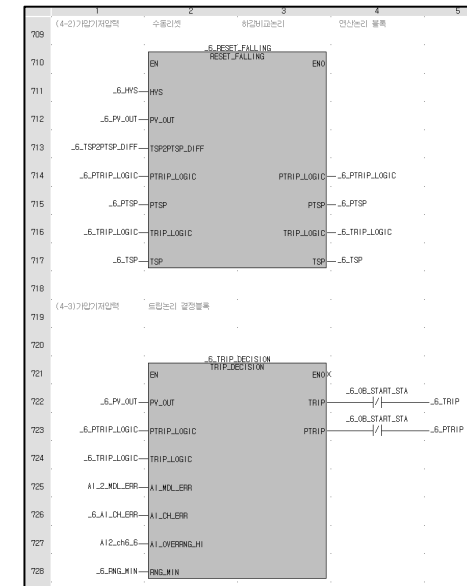 1 2 3 4 5
(4-2)가압기저압력 수동리셋 하강비교논리 연산논리 블록
709
_6_RESET_FALLING
710 EN RESET_FALLING ENO
711 _6_HYS HYS
712 _6_PV_OUT PV_OUT
713 _6_TSP2PTSP_DIFF TSP2PTSP_DIFF
714 _6_PTRIP_LOGIC PTRIP_LOGIC PTRIP_LOGIC _6_PTRIP_LOGIC
715 _6_PTSP PTSP PTSP _6_PTSP
716 _6_TRIP_LOGIC TRIP_LOGIC TRIP_LOGIC _6_TRIP_LOGIC
717 _6_TSP TSP TSP _6_TSP
718
(4-3)가압기저압력 트립논리 결정블록
719
720
_6_TRIP_DECISION
721 EN TRIP_DECISION ENO
_6_OB_START_STA
722 _6_PV_OUT PV_OUT TRIP _6_TRIP
_6_OB_START_STA
723 _6_PTRIP_LOGIC PTRIP_LOGIC PTRIP _6_PTRIP
724 _6_TRIP_LOGIC TRIP_LOGIC
725 AI_2_MDL_ERR AI_MDL_ERR
726 _6_AI_CH_ERR AI_CH_ERR
727 AI2_ch6_6 AI_OVERRNG_HI
728 _6_RNG_MIN RNG_MIN